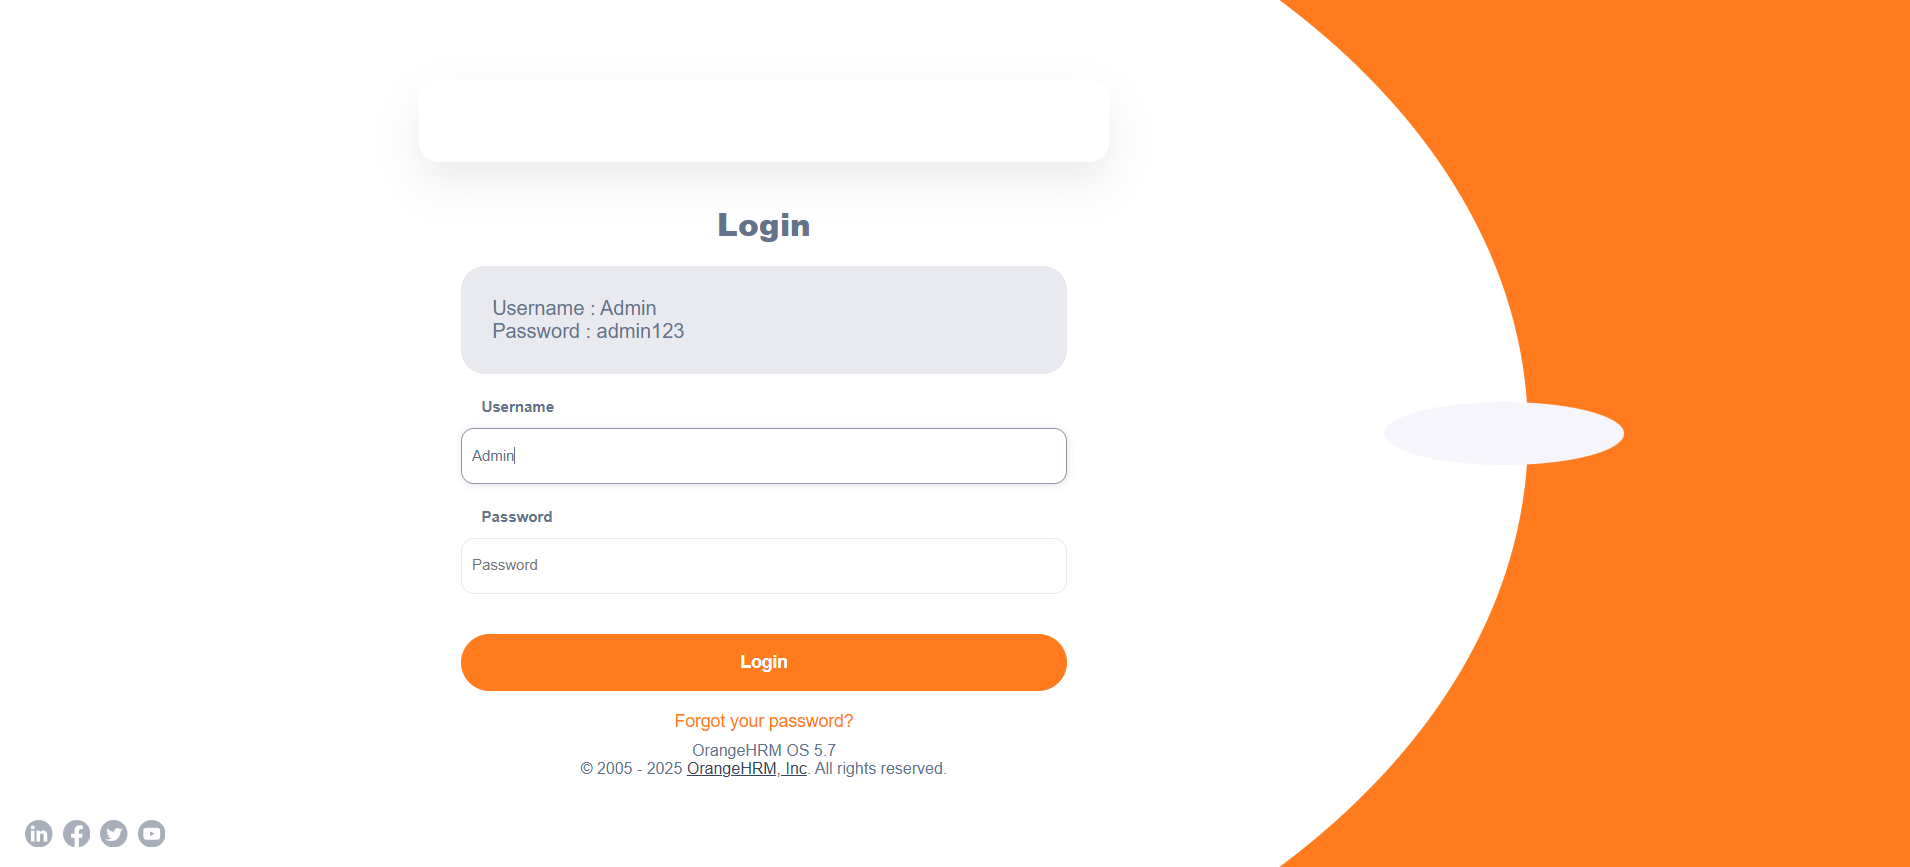 Login
Username : Admin
Password : admin123
Username
Admin
Password
Password
Login
Forgot your password?
OrangeHRM OS 5.7
© 2005 - 2025 OrangeHRM, Inc. All rights reserved.